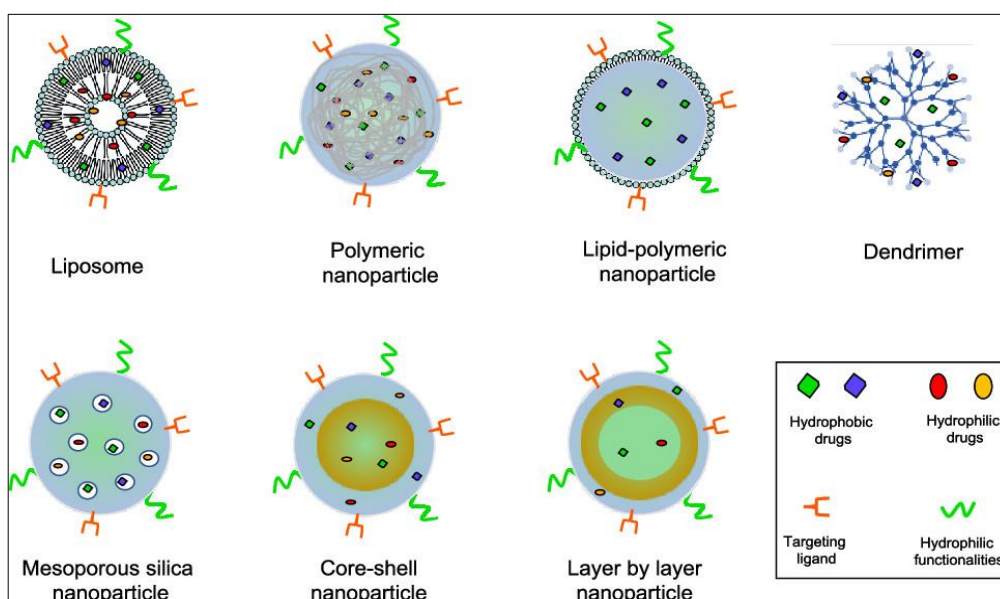 Liposome
Polymeric
nanoparticle
Lipid-polymeric
nanoparticle
Dendrimer
Mesoporous silica
nanoparticle
Core-shell
nanoparticle
Layer by layer
nanoparticle
Hydrophobic
drugs
Hydrophilic
drugs
Targeting
ligand
Hydrophilic
functionalities